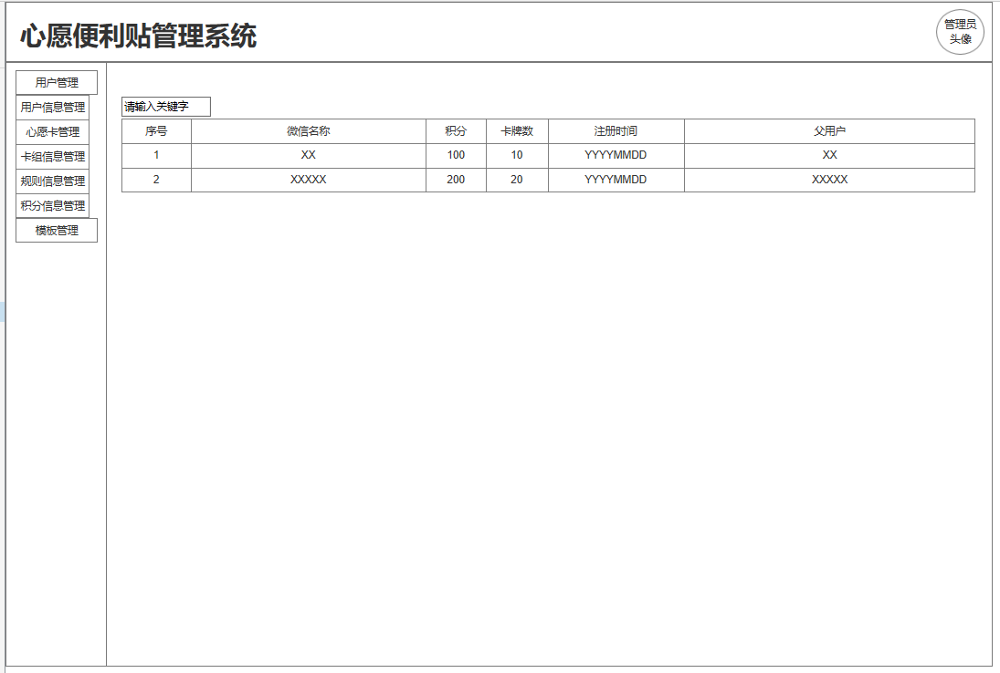 心愿便利贴管理系统
管理员
头像
用户管理
用户信息管理
心愿卡管理
卡组信息管理
规则信息管理
积分信息管理
模板管理
请输入关键字
序号 微信名称 积分 卡牌数 注册时间 父用户
1 XX 100 10 YYYYMMDD XX
2 XXXXX 200 20 YYYYMMDD XXXXX